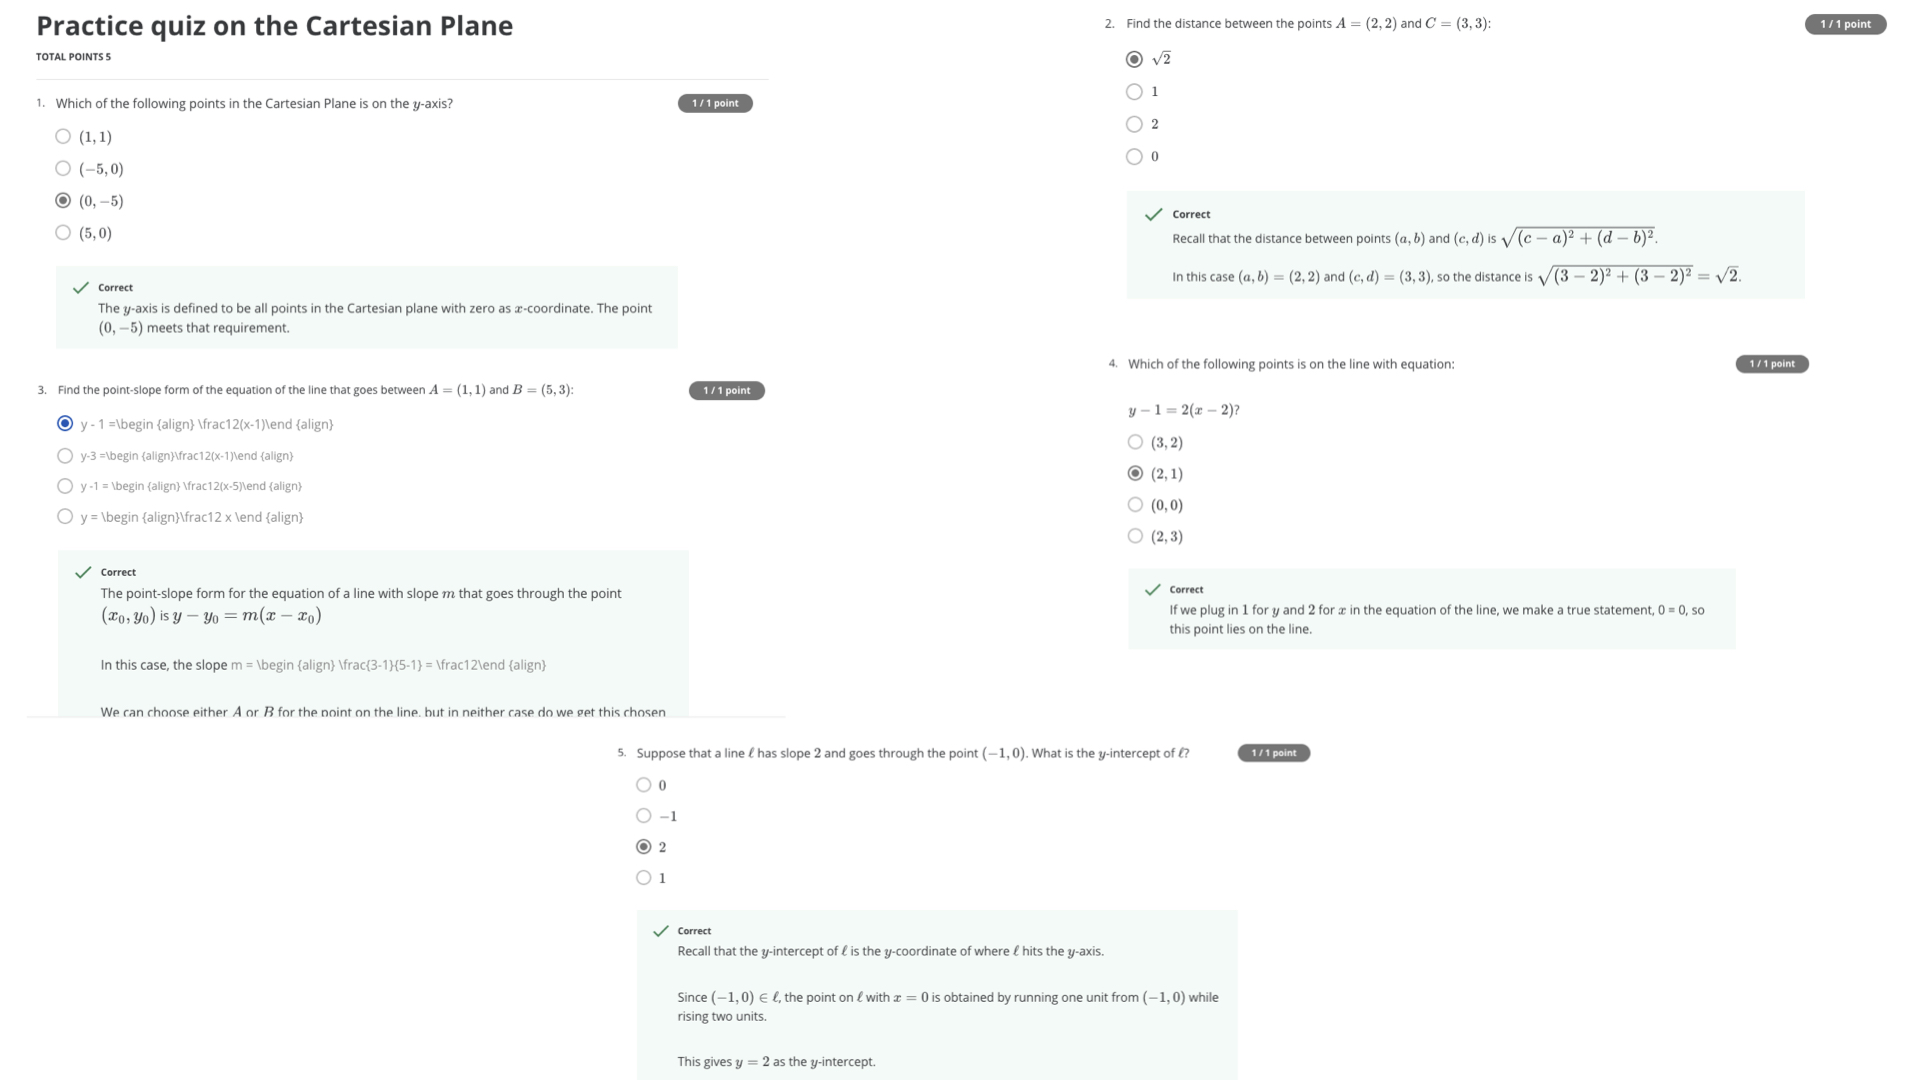 Practice quiz on the Cartesian Plane
TOTAL POINTS 5
1. Which of the following points in the Cartesian Plane is on the y-axis?
1 / 1 point
(1, 1)
(−5, 0)
(0, −5)
(5, 0)
Correct
The y-axis is defined to be all points in the Cartesian plane with zero as x-coordinate. The point
(0, −5) meets that requirement.
2. Find the distance between the points A = (2, 2) and C = (3, 3):
1 / 1 point
√2
1
2
0
Correct
Recall that the distance between points (a, b) and (c, d) is √(c − a)² + (d − b)².
In this case (a, b) = (2, 2) and (c, d) = (3, 3), so the distance is √(3 − 2)² + (3 − 2)² = √2.
3. Find the point-slope form of the equation of the line that goes between A = (1, 1) and B = (5, 3):
1 / 1 point
y - 1 =\begin {align} \frac12(x-1)\end {align}
y-3 =\begin {align}\frac12(x-1)\end {align}
y -1 = \begin {align} \frac12(x-5)\end {align}
y = \begin {align}\frac12 x \end {align}
Correct
The point-slope form for the equation of a line with slope m that goes through the point
(x₀, y₀) is y − y₀ = m(x − x₀)
In this case, the slope m = \begin {align} \frac{3-1}{5-1} = \frac12\end {align}
We can choose either A or B for the point on the line, but in neither case do we get this chosen
4. Which of the following points is on the line with equation:
1 / 1 point
y − 1 = 2(x − 2)?
(3, 2)
(2, 1)
(0, 0)
(2, 3)
Correct
If we plug in 1 for y and 2 for x in the equation of the line, we make a true statement, 0 = 0, so
this point lies on the line.
5. Suppose that a line ℓ has slope 2 and goes through the point (−1, 0). What is the y-intercept of ℓ?
1 / 1 point
0
−1
2
1
Correct
Recall that the y-intercept of ℓ is the y-coordinate of where ℓ hits the y-axis.
Since (−1, 0) ∈ ℓ, the point on ℓ with x = 0 is obtained by running one unit from (−1, 0) while
rising two units.
This gives y = 2 as the y-intercept.